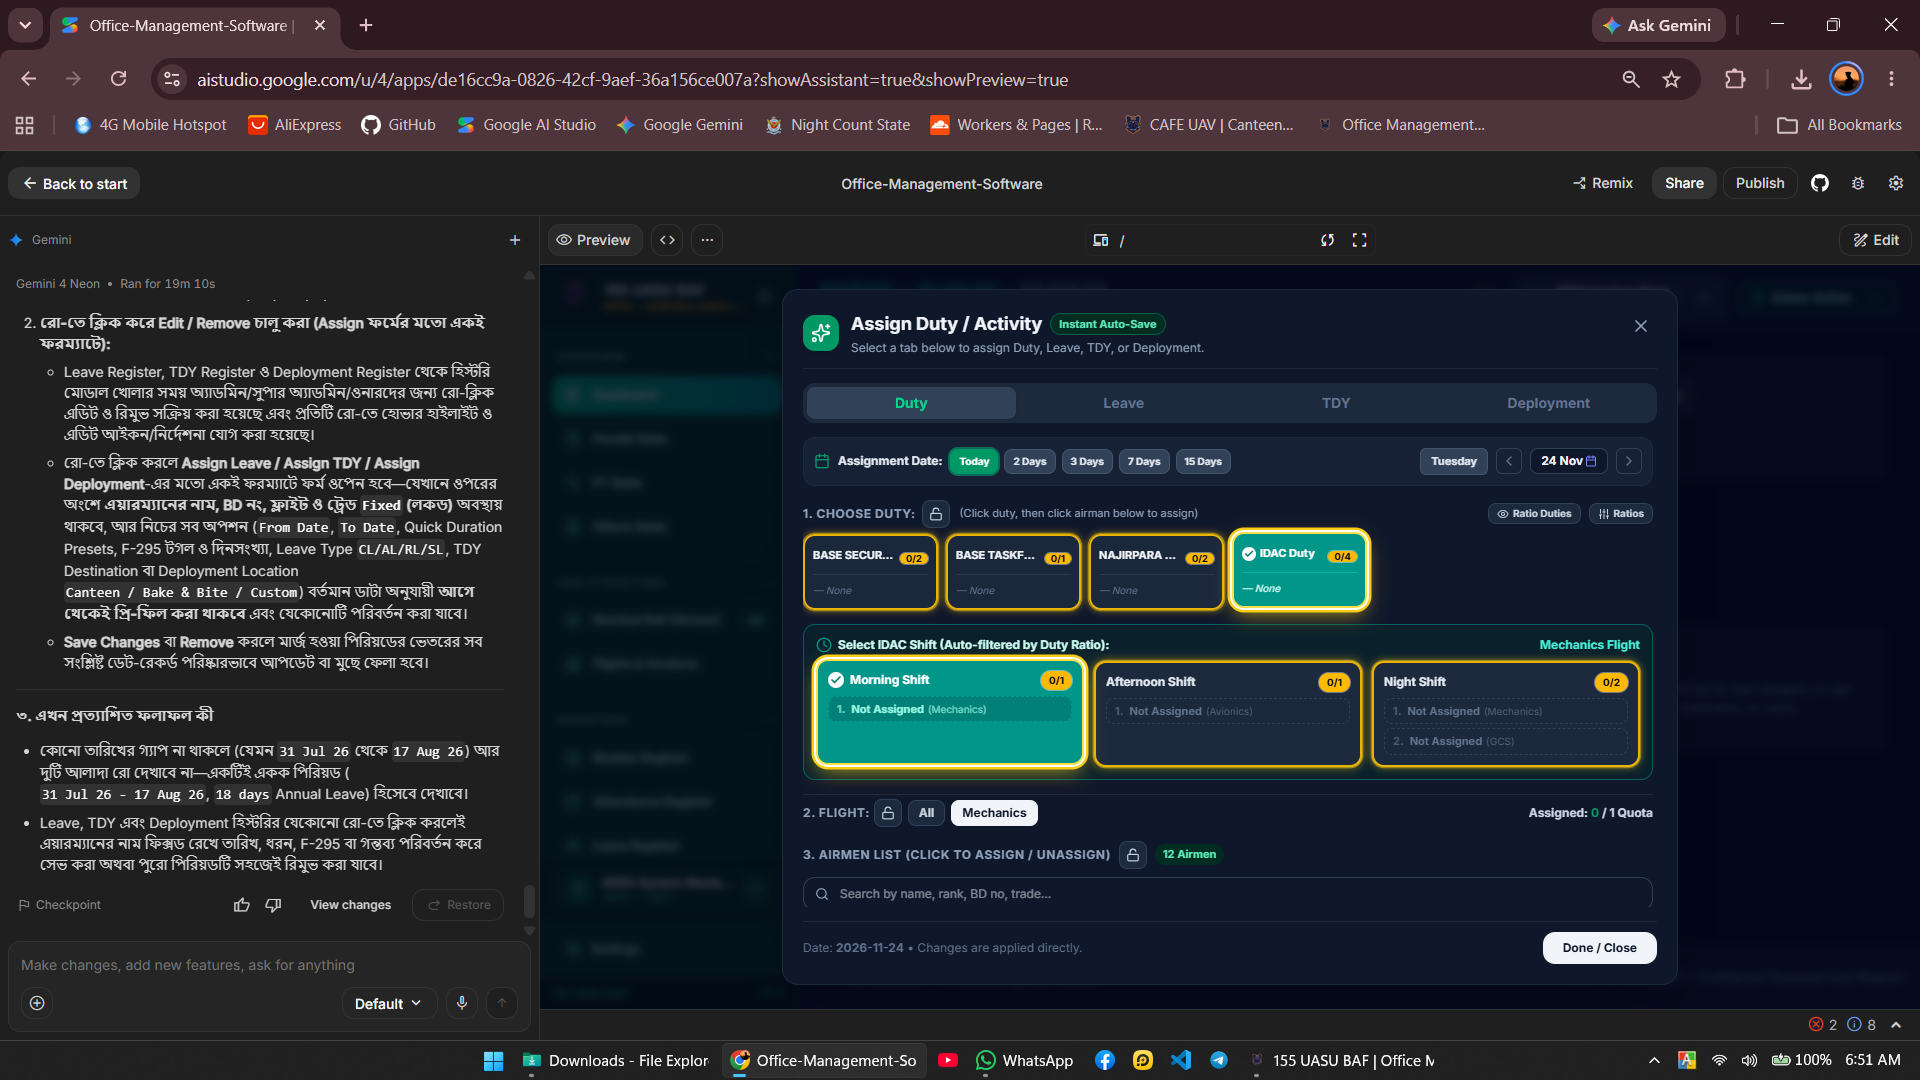 Office-Management-Software |
Ask Gemini
aistudio.google.com/u/4/apps/de16cc9a-0826-42cf-9aef-36a156ce007a?showAssistant=true&showPreview=true
4G Mobile Hotspot
AliExpress
GitHub
Google AI Studio
Google Gemini
Night Count State
Workers & Pages | R...
CAFE UAV | Canteen...
Office Management...
All Bookmarks
Back to start
Office-Management-Software
Remix
Share
Publish
Gemini
Preview
/
Edit
Gemini 4 Neon • Ran for 19m 10s
2. রো-তে ক্লিক করে Edit / Remove চালু করা (Assign ফর্মের মতো একই
ফরম্যাটে):
Leave Register, TDY Register ও Deployment Register থেকে হিস্টরি
মোডাল খোলার সময় অ্যাডমিন/সুপার অ্যাডমিন/ওনারদের জন্য রো-ক্লিক
এডিট ও রিমুভ সক্রিয় করা হয়েছে এবং প্রতিটি রো-তে হোভার হাইলাইট ও
এডিট আইকন/নির্দেশনা যোগ করা হয়েছে।
রো-তে ক্লিক করলে Assign Leave / Assign TDY / Assign
Deployment-এর মতো একই ফরম্যাটে ফর্ম ওপেন হবে—যেখানে ওপরের
অংশে এয়ারম্যানের নাম, BD নং, ফ্লাইট ও ট্রেড Fixed (লকড) অবস্থায়
থাকবে, আর নিচের সব অপশন (From Date, To Date, Quick Duration
Presets, F-295 টগল ও দিনসংখ্যা, Leave Type CL/AL/RL/SL, TDY
Destination বা Deployment Location
Canteen / Bake & Bite / Custom) বর্তমান ডাটা অনুযায়ী আগে
থেকেই প্রি-ফিল করা থাকবে এবং যেকোনোটি পরিবর্তন করা যাবে।
Save Changes বা Remove করলে মার্জ হওয়া পিরিয়ডের ভেতরের সব
সংশ্লিষ্ট ডেট-রেকর্ড পরিষ্কারভাবে আপডেট বা মুছে ফেলা হবে।
৩. এখন প্রত্যাশিত ফলাফল কী
কোনো তারিখের গ্যাপ না থাকলে (যেমন 31 Jul 26 থেকে 17 Aug 26) আর
দুটি আলাদা রো দেখাবে না—একটিই একক পিরিয়ড (
31 Jul 26 - 17 Aug 26, 18 days Annual Leave) হিসেবে দেখাবে।
Leave, TDY এবং Deployment হিস্টরির যেকোনো রো-তে ক্লিক করলেই
এয়ারম্যানের নাম ফিক্সড রেখে তারিখ, ধরন, F-295 বা গন্তব্য পরিবর্তন করে
সেভ করা অথবা পুরো পিরিয়ডটি সহজেই রিমুভ করা যাবে।
Checkpoint
View changes
Restore
Make changes, add new features, ask for anything
Default
Assign Duty / Activity
Instant Auto-Save
Select a tab below to assign Duty, Leave, TDY, or Deployment.
Duty
Leave
TDY
Deployment
Assignment Date:
Today
2 Days
3 Days
7 Days
15 Days
Tuesday
24 Nov
1. CHOOSE DUTY:
(Click duty, then click airman below to assign)
Ratio Duties
Ratios
BASE SECUR... 0/2
— None
BASE TASKF... 0/1
— None
NAJIRPARA ... 0/2
— None
IDAC Duty 0/4
— None
Select IDAC Shift (Auto-filtered by Duty Ratio):
Mechanics Flight
Morning Shift 0/1
1. Not Assigned (Mechanics)
Afternoon Shift 0/1
1. Not Assigned (Avionics)
Night Shift 0/2
1. Not Assigned (Mechanics)
2. Not Assigned (GCS)
2. FLIGHT:
All
Mechanics
Assigned: 0 / 1 Quota
3. AIRMEN LIST (CLICK TO ASSIGN / UNASSIGN)
12 Airmen
Search by name, rank, BD no, trade...
Date: 2026-11-24 • Changes are applied directly.
Done / Close
2
8
Downloads - File Explor
Office-Management-So
WhatsApp
155 UASU BAF | Office M
100%
6:51 AM